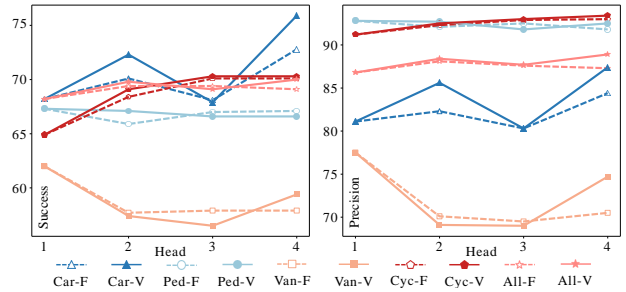 75
70
65
60
Success
1 2 3 4
Head
90
85
80
75
70
Precision
1 2 3 4
Head
Car-F Car-V Ped-F Ped-V Van-F Van-V Cyc-F Cyc-V All-F All-V